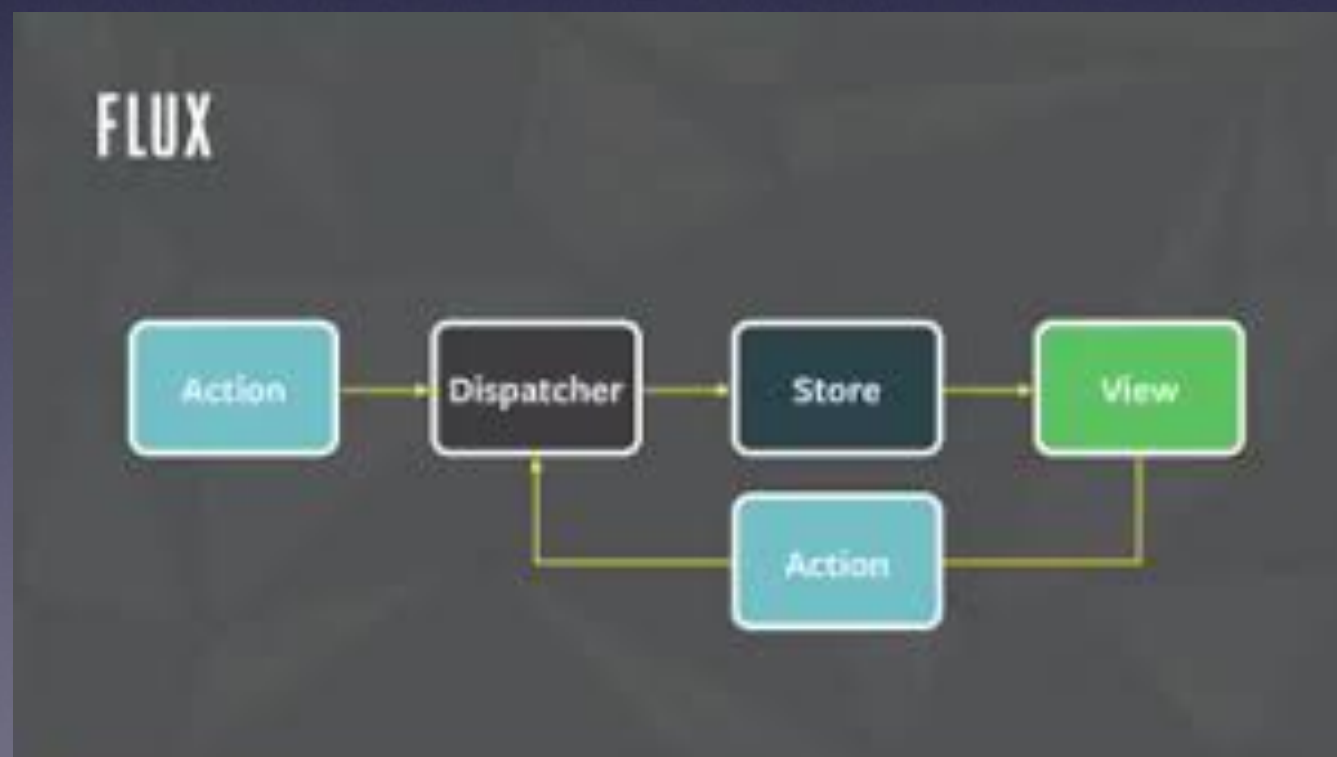 FLUX
Action
Dispatcher
Store
View
Action